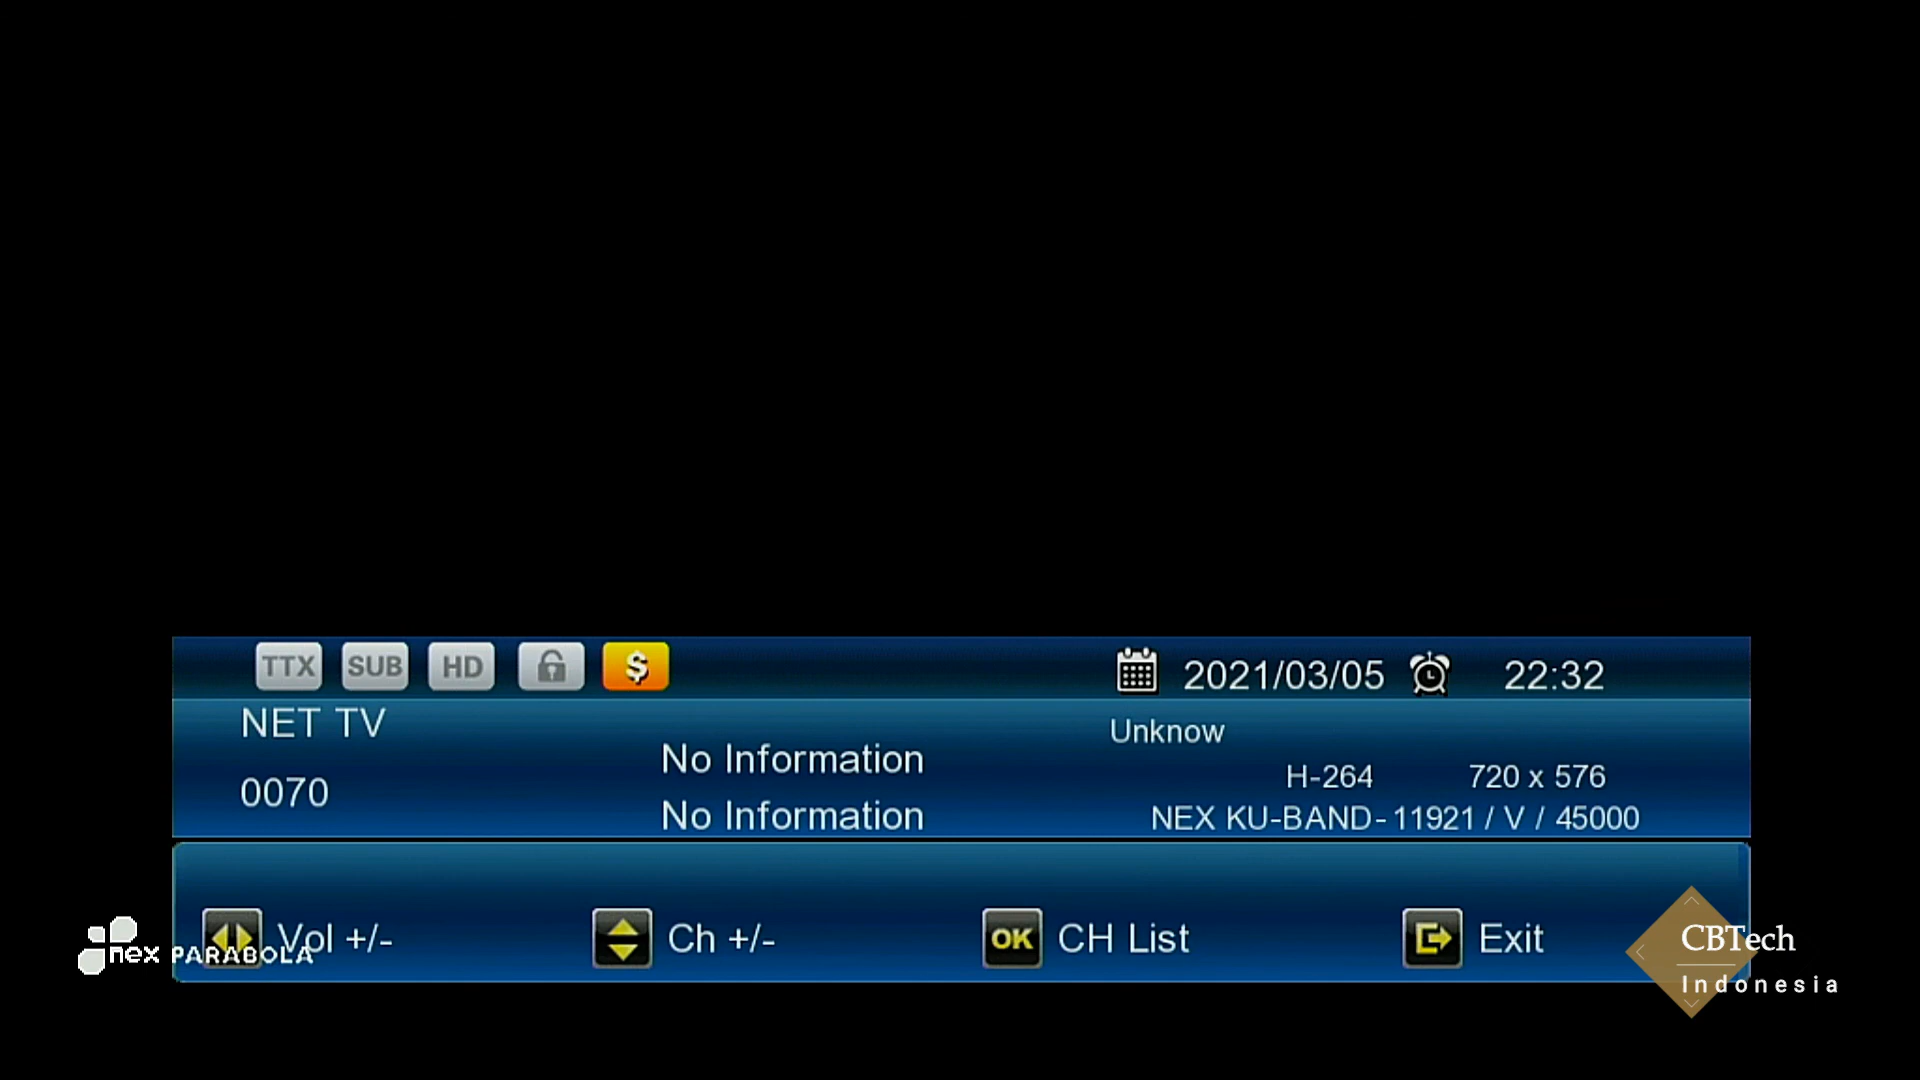 TTX SUB HD $ 2021/03/05 22:32
NET TV
Unknow
No Information
H-264 720 x 576
0070
No Information
NEX KU-BAND- 11921 / V / 45000
Vol +/- Ch +/- OK CH List Exit
nex PARABOLA
CBTech
Indonesia